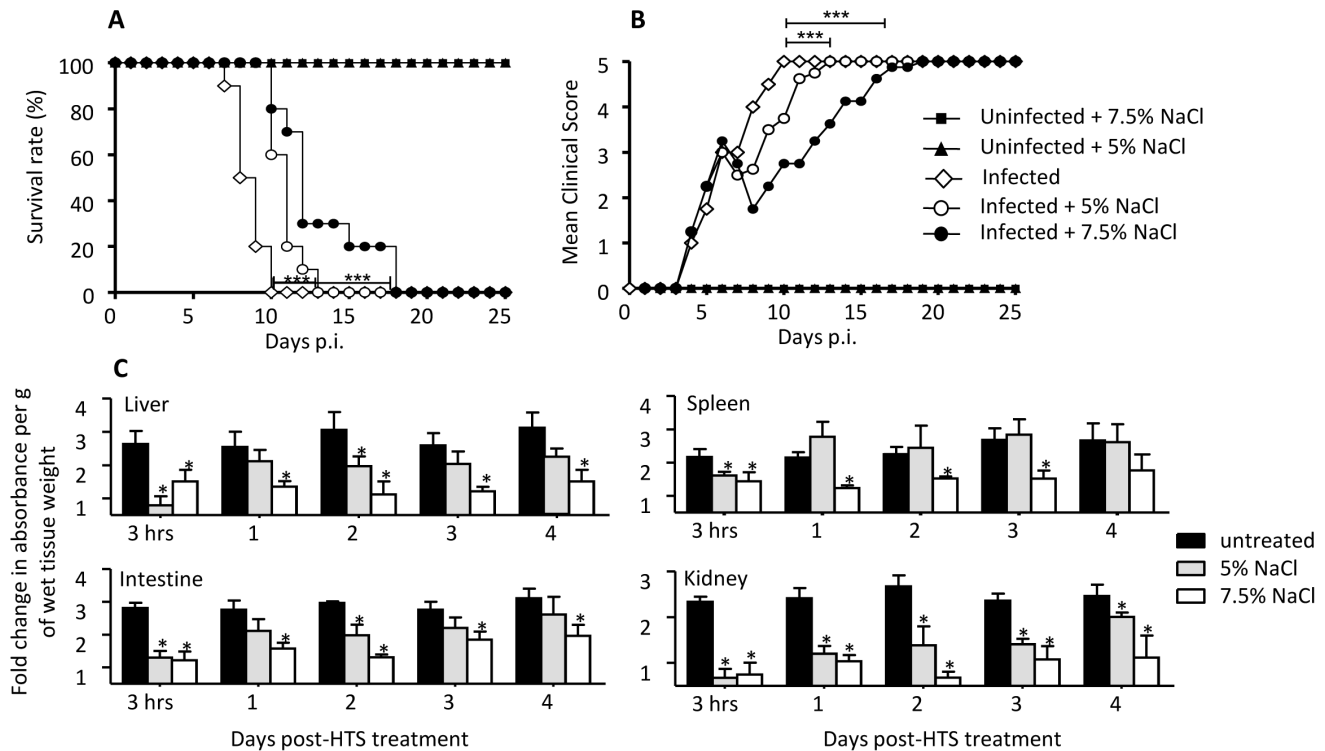 A
Survival rate (%)
100
80
60
40
20
0
*** ***
0 5 10 15 20 25
Days p.i.
B
***
***
Mean Clinical Score
5
4
3
2
1
0
0 5 10 15 20 25
Days p.i.
Uninfected + 7.5% NaCl
Uninfected + 5% NaCl
Infected
Infected + 5% NaCl
Infected + 7.5% NaCl
C
Fold change in absorbance per g
of wet tissue weight
Liver
4
3
2
1
* * * * * * *
3 hrs 1 2 3 4
Spleen
4
3
2
1
* * * * *
3 hrs 1 2 3 4
Intestine
4
3
2
1
* * * * * * *
3 hrs 1 2 3 4
Kidney
3
2
1
* * * * * * * * * *
3 hrs 1 2 3 4
Days post-HTS treatment
untreated
5% NaCl
7.5% NaCl